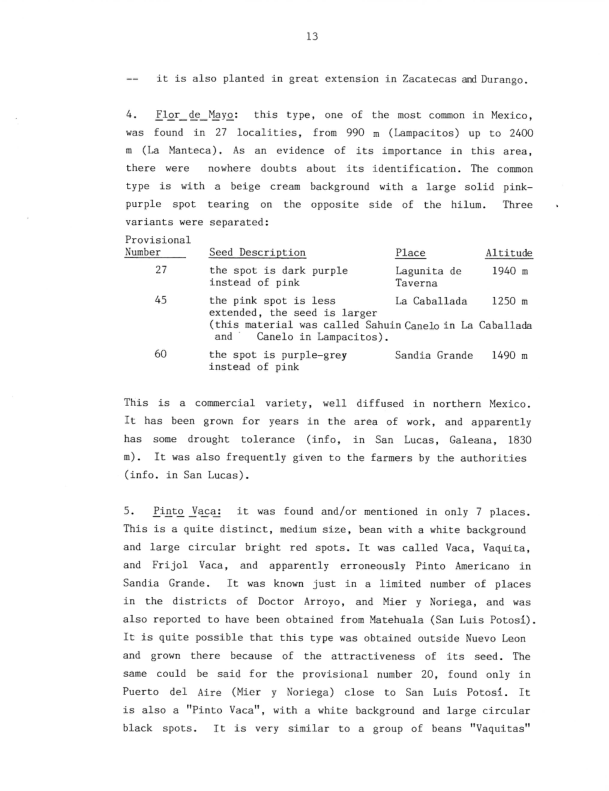 13
-- it is also planted in great extension in Zacatecas and Durango.
4. Flor de Mayo: this type, one of the most common in Mexico,
was found in 27 localities, from 990 m (Lampacitos) up to 2400
m (La Manteca). As an evidence of its importance in this area,
there were nowhere doubts about its identification. The common
type is with a beige cream background with a large solid pink-
purple spot tearing on the opposite side of the hilum. Three
variants were separated:
Provisional
Number Seed Description Place Altitude
27 the spot is dark purple Lagunita de 1940 m
instead of pink Taverna
45 the pink spot is less La Caballada 1250 m
extended, the seed is larger
(this material was called Sahuin Canelo in La Caballada
and Canelo in Lampacitos).
60 the spot is purple-grey Sandia Grande 1490 m
instead of pink
This is a commercial variety, well diffused in northern Mexico.
It has been grown for years in the area of work, and apparently
has some drought tolerance (info, in San Lucas, Galeana, 1830
m). It was also frequently given to the farmers by the authorities
(info. in San Lucas).
5. Pinto Vaca: it was found and/or mentioned in only 7 places.
This is a quite distinct, medium size, bean with a white background
and large circular bright red spots. It was called Vaca, Vaquita,
and Frijol Vaca, and apparently erroneously Pinto Americano in
Sandia Grande. It was known just in a limited number of places
in the districts of Doctor Arroyo, and Mier y Noriega, and was
also reported to have been obtained from Matehuala (San Luis Potosí).
It is quite possible that this type was obtained outside Nuevo Leon
and grown there because of the attractiveness of its seed. The
same could be said for the provisional number 20, found only in
Puerto del Aire (Mier y Noriega) close to San Luis Potosí. It
is also a "Pinto Vaca", with a white background and large circular
black spots. It is very similar to a group of beans "Vaquitas"